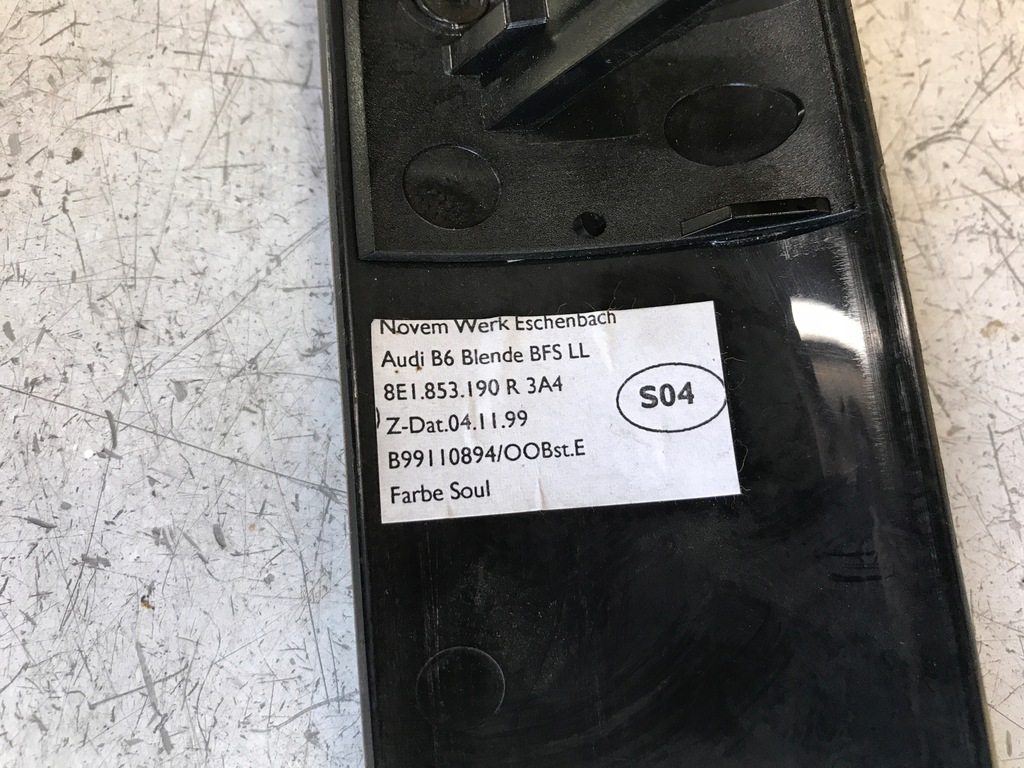 Novem Werk Eschenbach
Audi B6 Blende BFS LL
8E1.853.190 R 3A4
S04
Z-Dat.04.11.99
B99110894/OOBst.E
Farbe Soul